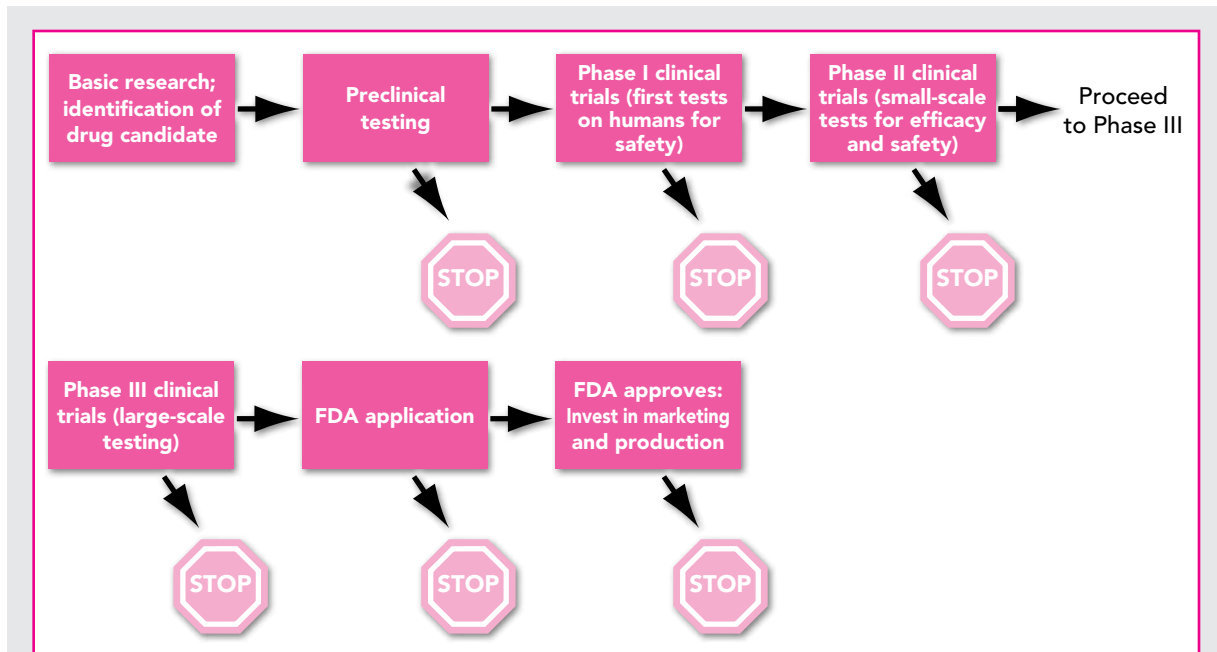 Basic research;
identification of
drug candidate
Preclinical
testing
Phase I clinical
trials (first tests
on humans for
safety)
Phase II clinical
trials (small-scale
tests for efficacy
and safety)
Proceed
to Phase III
STOP
STOP
STOP
Phase III clinical
trials (large-scale
testing)
FDA application
FDA approves:
Invest in marketing
and production
STOP
STOP
STOP